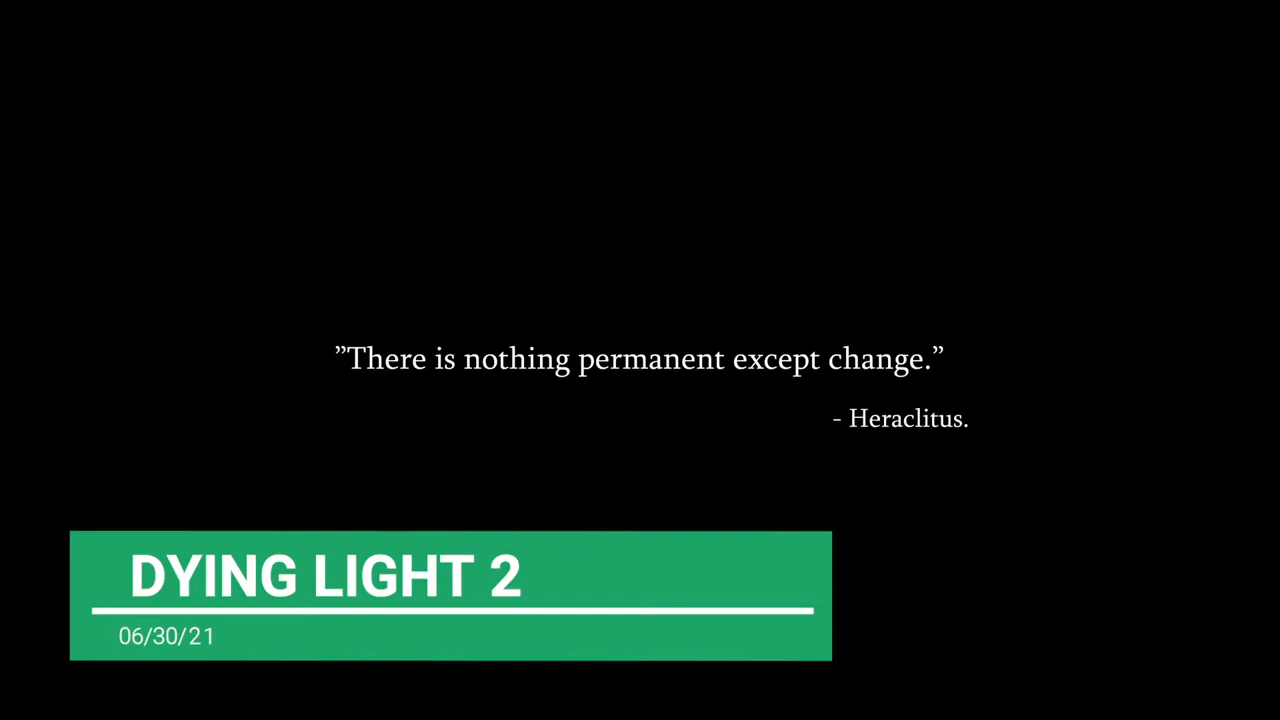 ”There is nothing permanent except change.”
- Heraclitus.
DYING LIGHT 2
06/30/21